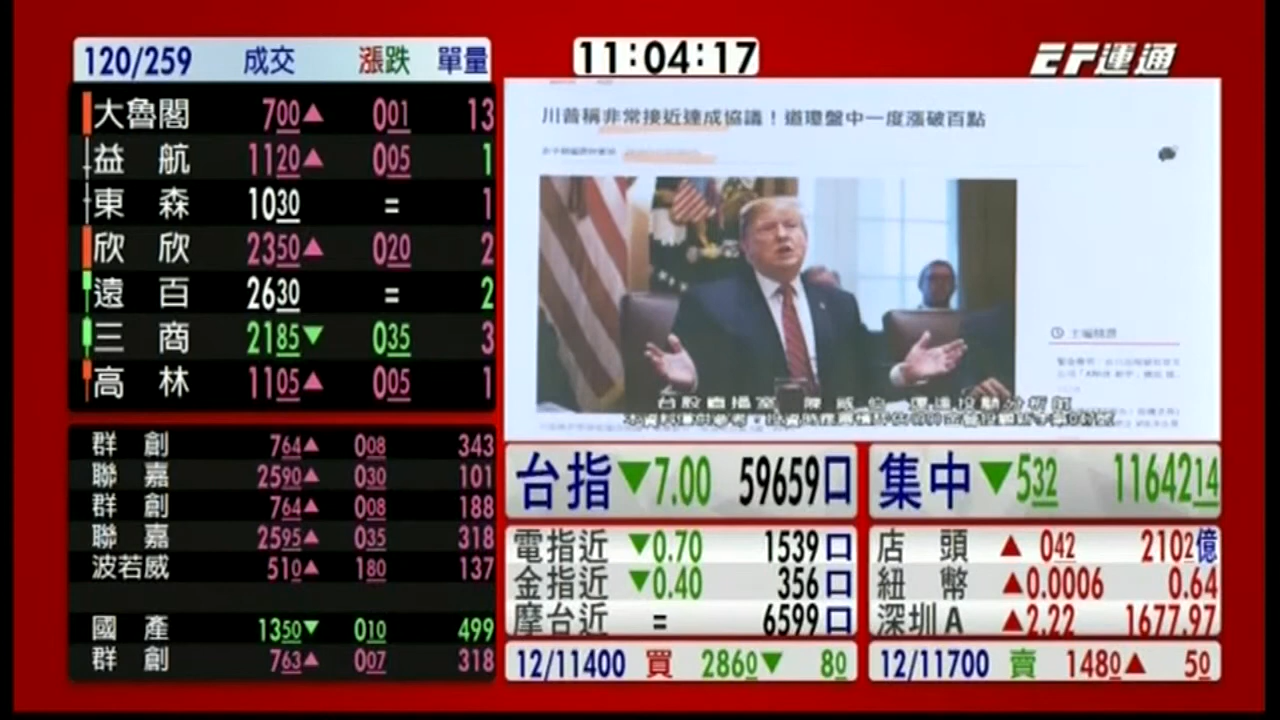 120/259 成交 漲跌 單量
11:04:17
EF運通
大魯閣 700▲ 001 13
益航 1120▲ 005 1
東森 1030 = 1
欣欣 2350▲ 020 2
遠百 2630 = 2
三商 2185▼ 035 3
高林 1105▲ 005 1
群創 764▲ 008 343
聯嘉 2590▲ 030 101
群創 764▲ 008 188
聯嘉 2595▲ 035 318
波若威 510▲ 180 137
國產 1350▼ 010 499
群創 763▲ 007 318
川普稱非常接近達成協議！道瓊盤中一度漲破百點
主編精選
台指▼7.00 59659口
電指近 ▼0.70 1539口
金指近 ▼0.40 356口
摩台近 = 6599口
12/11400 買 2860▼ 80
集中▼532 1164214
店頭 ▲ 042 2102億
紐幣 ▲0.0006 0.64
深圳A ▲2.22 1677.97
12/11700 賣 1480▲ 50